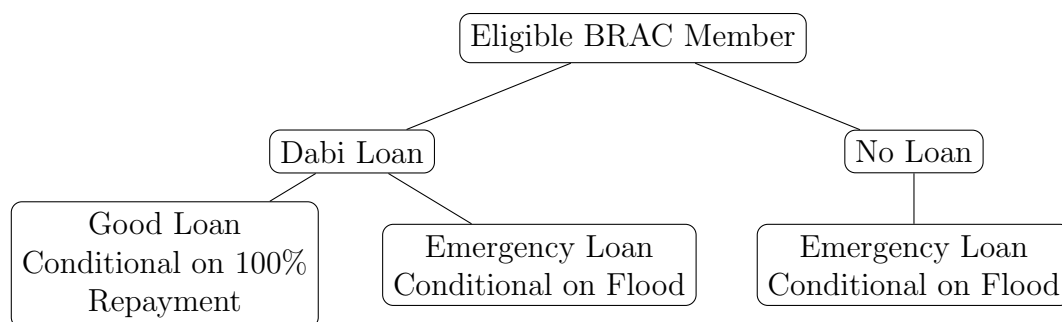 Eligible BRAC Member
Dabi Loan
No Loan
Good Loan
Conditional on 100%
Repayment
Emergency Loan
Conditional on Flood
Emergency Loan
Conditional on Flood